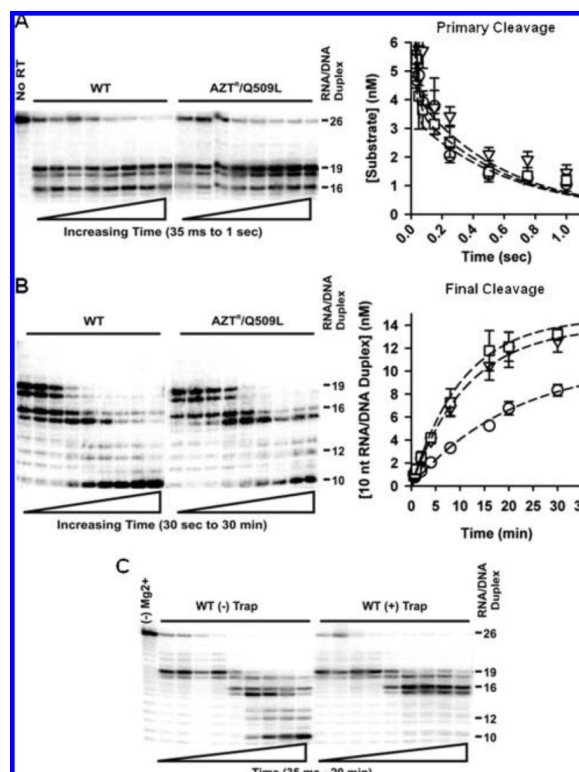 A
No RT
WT
AZTᴿ/Q509L
RNA/DNA
Duplex
26
19
16
Increasing Time (35 ms to 1 sec)
Primary Cleavage
[Substrate] (nM)
6
5
4
3
2
1
0
0.0
0.2
0.4
0.6
0.8
1.0
Time (sec)
B
WT
AZTᴿ/Q509L
RNA/DNA
Duplex
19
16
12
10
Increasing Time (30 sec to 30 min)
Final Cleavage
[10 nt RNA/DNA Duplex] (nM)
14
12
10
8
6
4
2
0
0
5
10
15
20
25
30
Time (min)
C
(-) Mg2+
WT (-) Trap
WT (+) Trap
RNA/DNA
Duplex
26
19
16
12
10
Time (35 ms - 20 min)